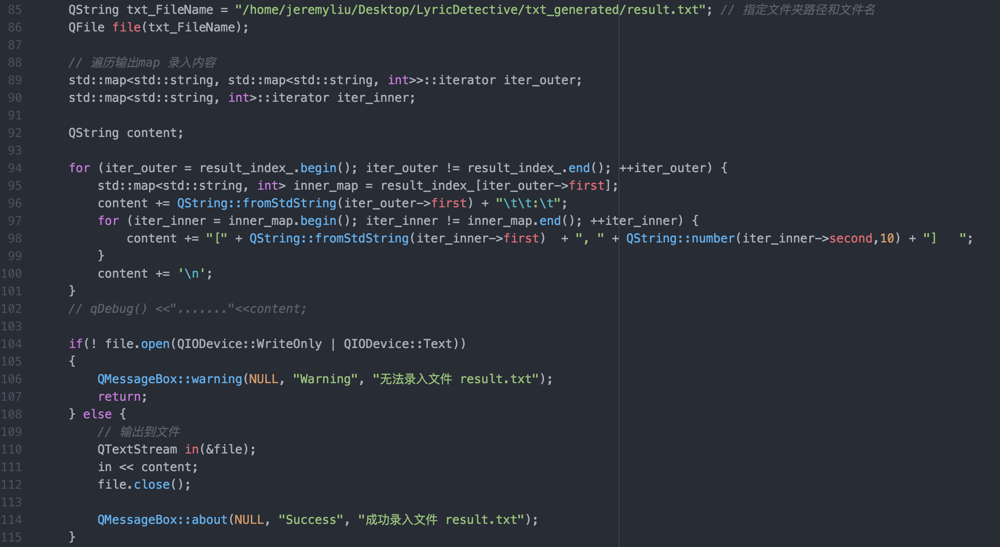 85 QString txt_FileName = "/home/jeremyliu/Desktop/LyricDetective/txt_generated/result.txt"; // 指定文件夹路径和文件名
86 QFile file(txt_FileName);
87
88 // 遍历输出map 录入内容
89 std::map<std::string, std::map<std::string, int>>::iterator iter_outer;
90 std::map<std::string, int>::iterator iter_inner;
91
92 QString content;
93
94 for (iter_outer = result_index_.begin(); iter_outer != result_index_.end(); ++iter_outer) {
95 std::map<std::string, int> inner_map = result_index_[iter_outer->first];
96 content += QString::fromStdString(iter_outer->first) + "\t\t:\t";
97 for (iter_inner = inner_map.begin(); iter_inner != inner_map.end(); ++iter_inner) {
98 content += "[" + QString::fromStdString(iter_inner->first)  + ", " + QString::number(iter_inner->second,10) + "]   ";
99 }
100 content += '\n';
101 }
102 // qDebug() <<"......."<<content;
103
104 if(! file.open(QIODevice::WriteOnly | QIODevice::Text))
105 {
106 QMessageBox::warning(NULL, "Warning", "无法录入文件 result.txt");
107 return;
108 } else {
109 // 输出到文件
110 QTextStream in(&file);
111 in << content;
112 file.close();
113
114 QMessageBox::about(NULL, "Success", "成功录入文件 result.txt");
115 }